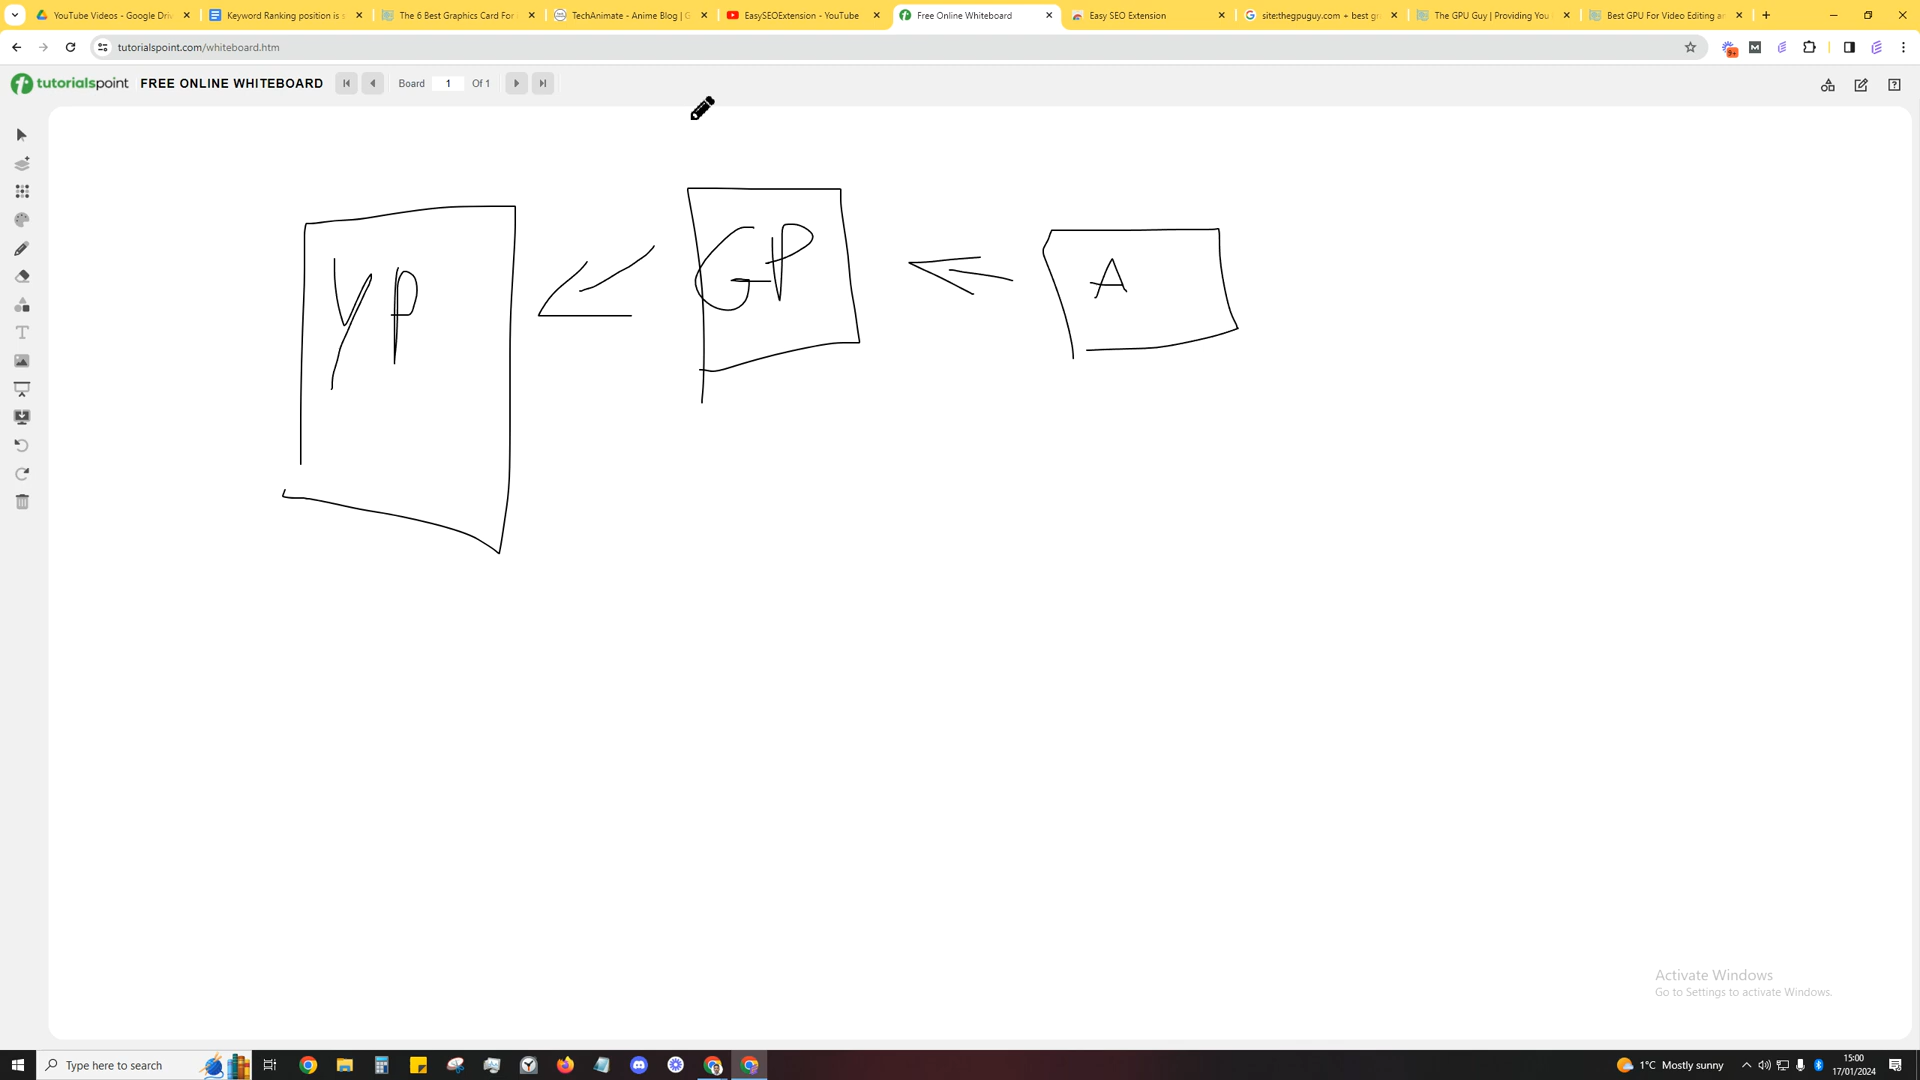 YouTube Videos - Google Dri
Keyword Ranking position is
The 6 Best Graphics Card For
TechAnimate - Anime Blog | G
EasySEOExtension - YouTube
Free Online Whiteboard
Easy SEO Extension
site:thegpuguy.com + best gr
The GPU Guy | Providing You
Best GPU For Video Editing an
tutorialspoint.com/whiteboard.htm
9+
tutorialspoint FREE ONLINE WHITEBOARD Board 1 Of 1
YP
GP
A
Activate Windows
Go to Settings to activate Windows.
Type here to search
1°C Mostly sunny
15:00
17/01/2024